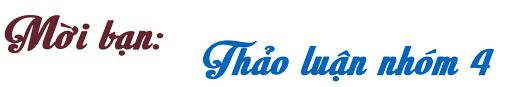 Mời bạn:
Thảo luận nhóm 4